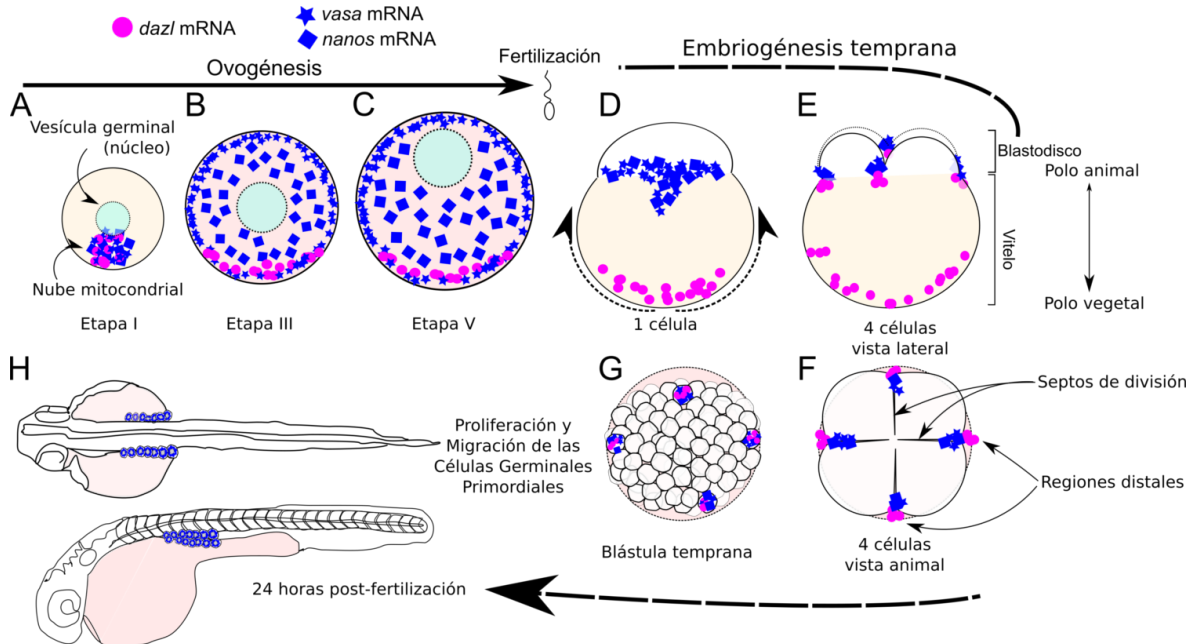 dazl mRNA
vasa mRNA
nanos mRNA
Ovogénesis
Fertilización
Embriogénesis temprana
A
B
C
D
E
Vesícula germinal
(núcleo)
Nube mitocondrial
Etapa I
Etapa III
Etapa V
1 célula
4 células
vista lateral
Blastodisco
Vitelo
Polo animal
Polo vegetal
H
G
F
Proliferación y
Migración de las
Células Germinales
Primordiales
Blástula temprana
4 células
vista animal
Septos de división
Regiones distales
24 horas post-fertilización